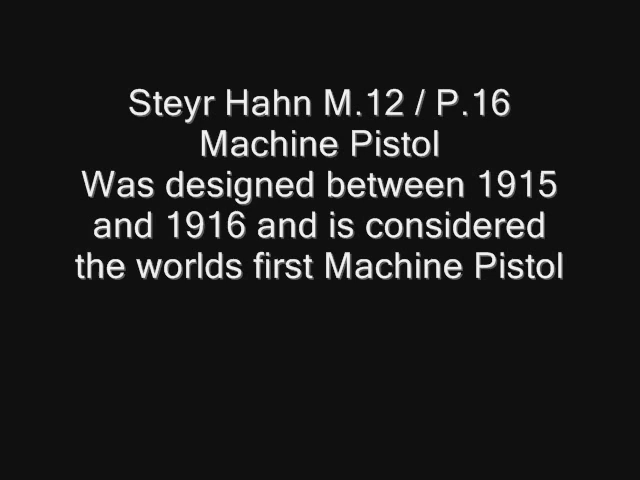 Steyr Hahn M.12 / P.16
Machine Pistol
Was designed between 1915
and 1916 and is considered
the worlds first Machine Pistol